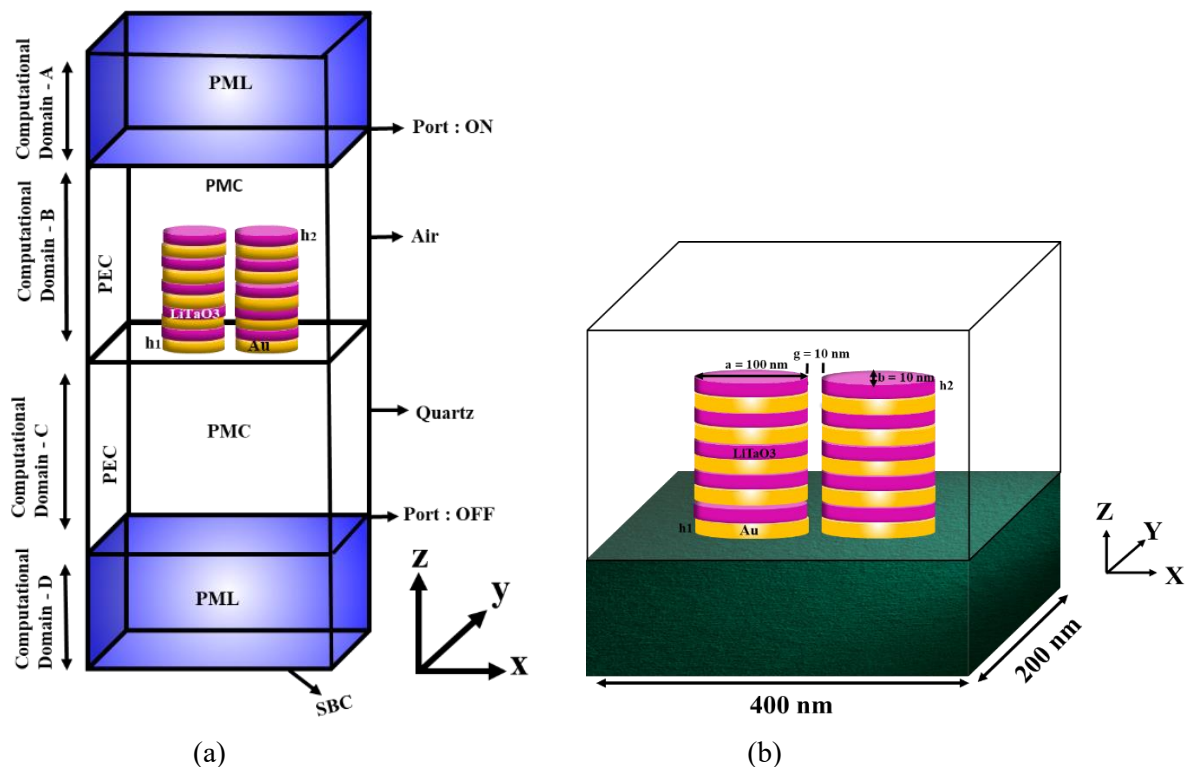 Computational
Domain - A
PML
Port : ON
Computational
Domain - B
PMC
PEC
h2
Air
LiTaO3
h1
Au
Computational
Domain - C
PEC
PMC
Quartz
Port : OFF
Computational
Domain - D
PML
SBC
z
y
x
(a)
a = 100 nm
g = 10 nm
b = 10 nm
h2
LiTaO3
h1
Au
Z
Y
X
200 nm
400 nm
(b)